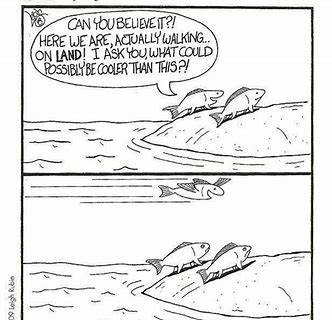 CAN YOU BELIEVE IT?!
HERE WE ARE, ACTUALLY WALKING...
ON LAND! I ASK YOU, WHAT COULD
POSSIBLY BE COOLER THAN THIS?!
09 Leigh Rubin